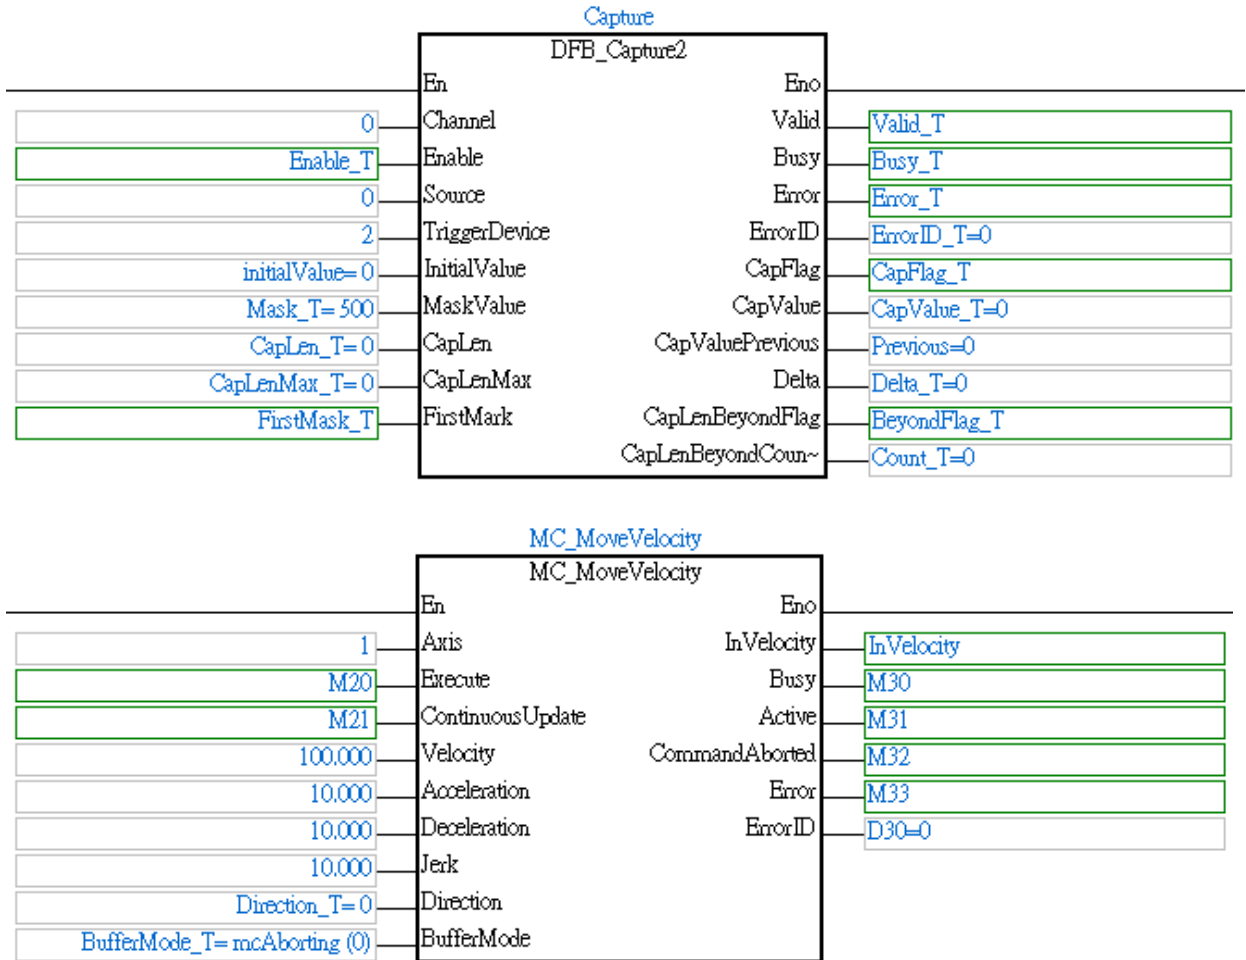 Capture
DFB_Capture2
En Eno
0 Channel Valid Valid_T
Enable_T Enable Busy Busy_T
0 Source Error Error_T
2 TriggerDevice ErrorID ErrorID_T=0
initialValue= 0 InitialValue CapFlag CapFlag_T
Mask_T= 500 MaskValue CapValue CapValue_T=0
CapLen_T= 0 CapLen CapValuePrevious Previous=0
CapLenMax_T= 0 CapLenMax Delta Delta_T=0
FirstMask_T FirstMark CapLenBeyondFlag BeyondFlag_T
CapLenBeyondCoun~ Count_T=0
MC_MoveVelocity
MC_MoveVelocity
En Eno
1 Axis InVelocity InVelocity
M20 Execute Busy M30
M21 ContinuousUpdate Active M31
100.000 Velocity CommandAborted M32
10.000 Acceleration Error M33
10.000 Deceleration ErrorID D30=0
10.000 Jerk
Direction_T= 0 Direction
BufferMode_T= mcAborting (0) BufferMode